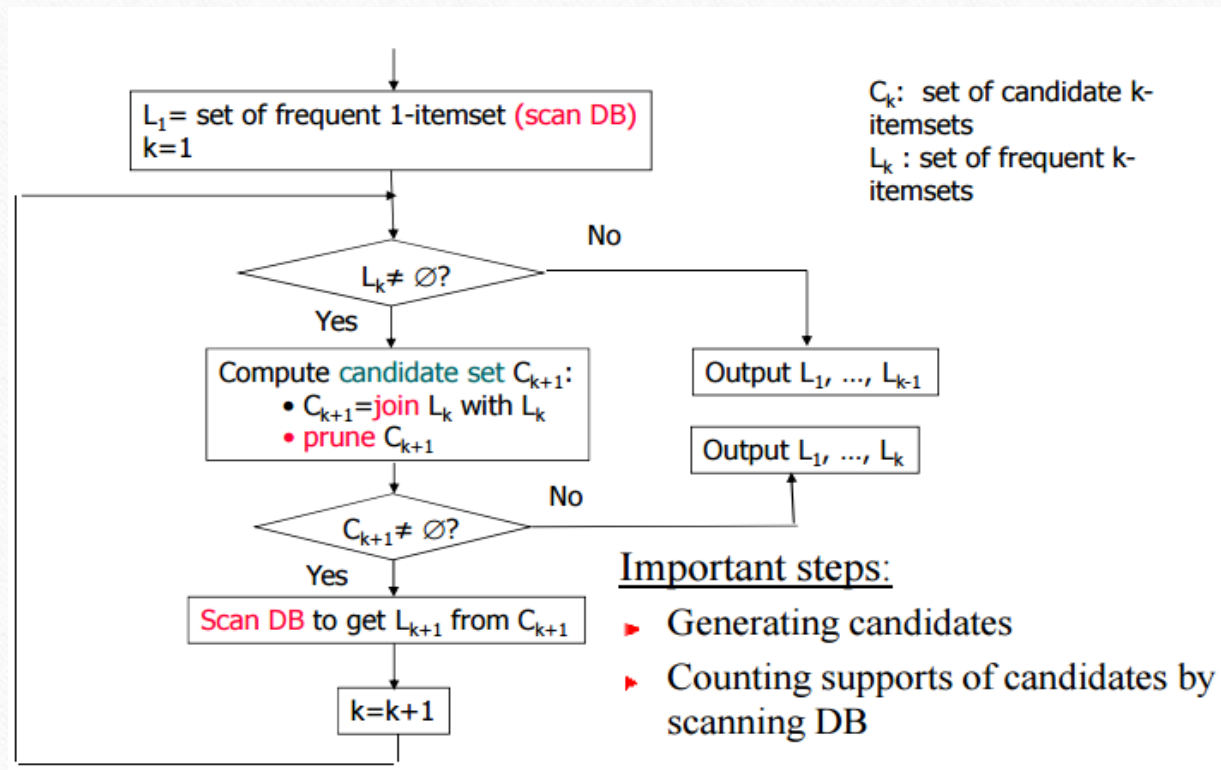 L₁= set of frequent 1-itemset (scan DB)
k=1
Cₖ: set of candidate k-
itemsets
Lₖ : set of frequent k-
itemsets
No
Lₖ≠ ∅?
Yes
Compute candidate set Cₖ₊₁:
• Cₖ₊₁=join Lₖ with Lₖ
• prune Cₖ₊₁
Output L₁, ..., Lₖ₋₁
Output L₁, ..., Lₖ
No
Cₖ₊₁≠ ∅?
Yes
Scan DB to get Lₖ₊₁ from Cₖ₊₁
k=k+1
Important steps:
Generating candidates
Counting supports of candidates by
scanning DB